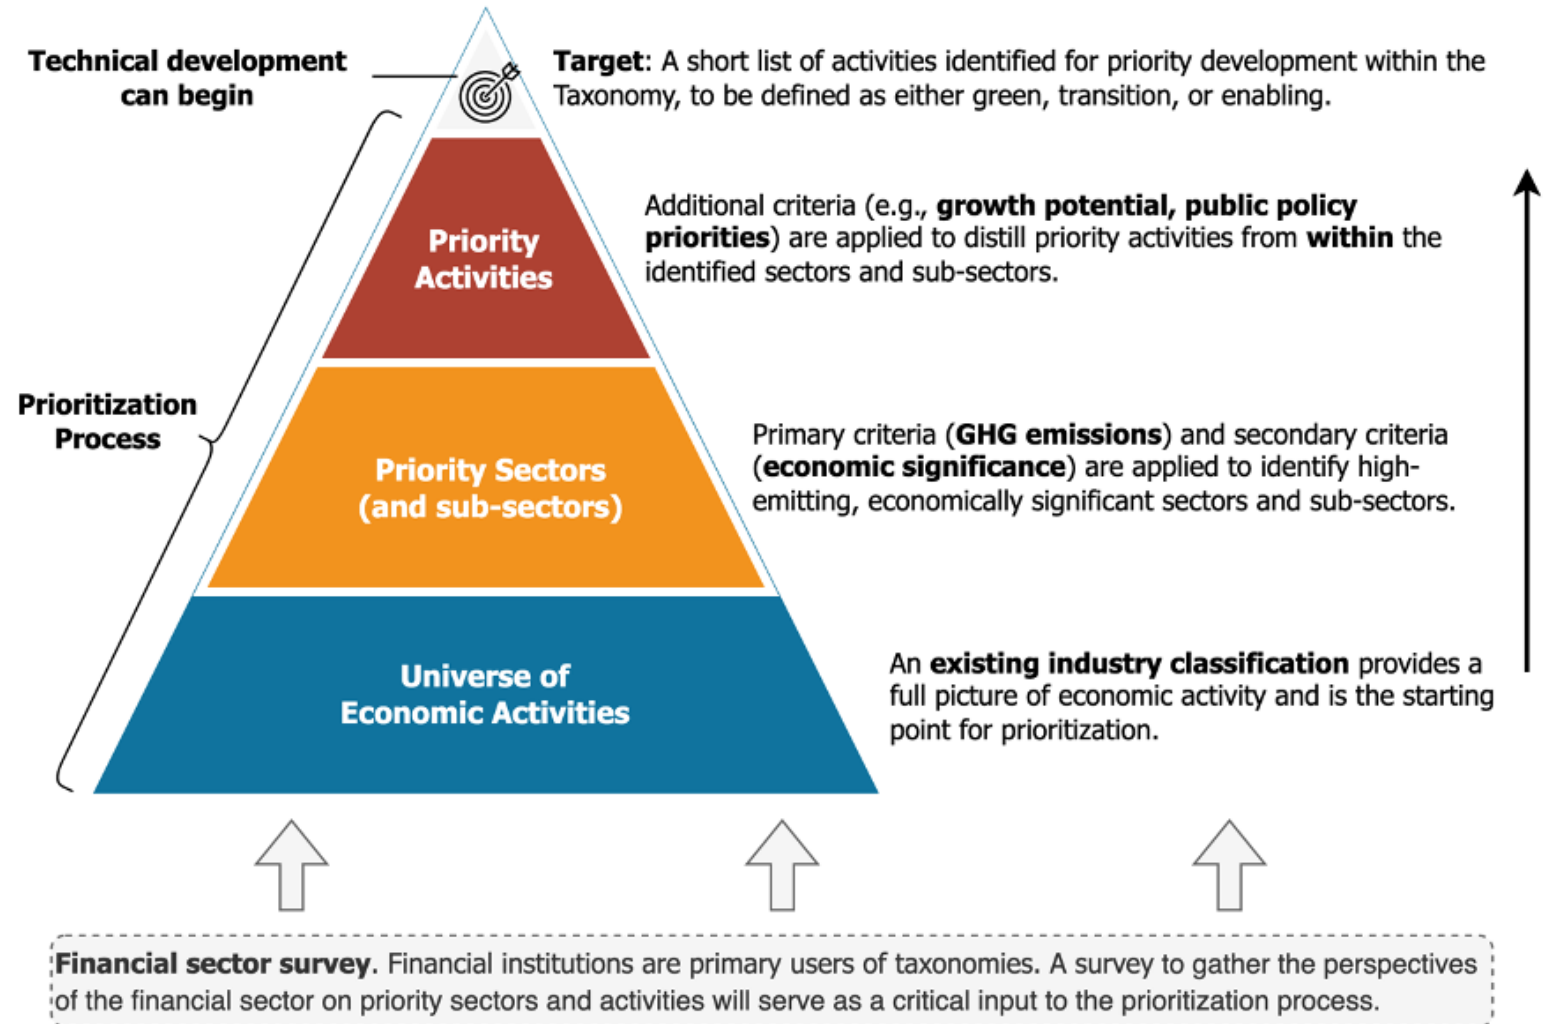 Technical development
can begin
Target: A short list of activities identified for priority development within the
Taxonomy, to be defined as either green, transition, or enabling.
Priority
Activities
Additional criteria (e.g., growth potential, public policy
priorities) are applied to distill priority activities from within the
identified sectors and sub-sectors.
Prioritization
Process
Priority Sectors
(and sub-sectors)
Primary criteria (GHG emissions) and secondary criteria
(economic significance) are applied to identify high-
emitting, economically significant sectors and sub-sectors.
Universe of
Economic Activities
An existing industry classification provides a
full picture of economic activity and is the starting
point for prioritization.
Financial sector survey. Financial institutions are primary users of taxonomies. A survey to gather the perspectives
of the financial sector on priority sectors and activities will serve as a critical input to the prioritization process.